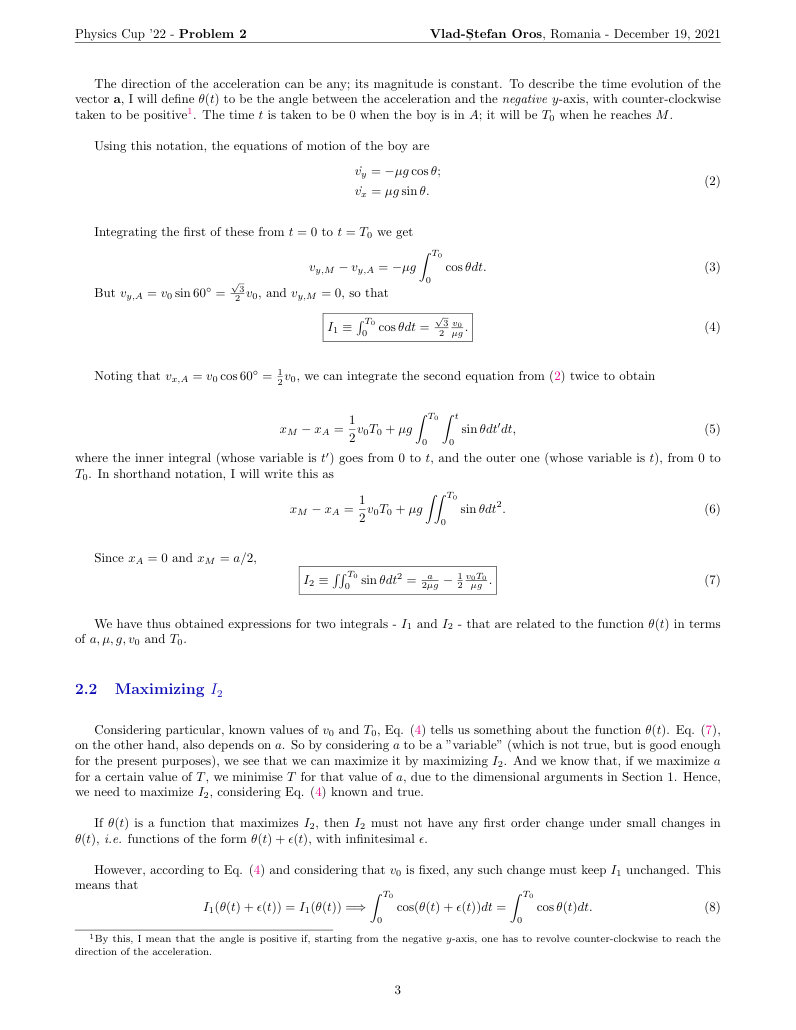 Physics Cup '22 - Problem 2 Vlad-Ștefan Oros, Romania - December 19, 2021
The direction of the acceleration can be any; its magnitude is constant. To describe the time evolution of the
vector a, I will define θ(t) to be the angle between the acceleration and the negative y-axis, with counter-clockwise
taken to be positive¹. The time t is taken to be 0 when the boy is in A; it will be T₀ when he reaches M.
Using this notation, the equations of motion of the boy are
v̇_y = −μg cos θ;
v̇_x = μg sin θ.
(2)
Integrating the first of these from t = 0 to t = T₀ we get
v_{y,M} − v_{y,A} = −μg ∫₀^{T₀} cos θdt. (3)
But v_{y,A} = v₀ sin 60° = √3/2 v₀, and v_{y,M} = 0, so that
I₁ ≡ ∫₀^{T₀} cos θdt = √3/2 v₀/μg. (4)
Noting that v_{x,A} = v₀ cos 60° = 1/2 v₀, we can integrate the second equation from (2) twice to obtain
x_M − x_A = 1/2 v₀T₀ + μg ∫₀^{T₀} ∫₀^t sin θdt′dt, (5)
where the inner integral (whose variable is t′) goes from 0 to t, and the outer one (whose variable is t), from 0 to
T₀. In shorthand notation, I will write this as
x_M − x_A = 1/2 v₀T₀ + μg ∬₀^{T₀} sin θdt². (6)
Since x_A = 0 and x_M = a/2,
I₂ ≡ ∬₀^{T₀} sin θdt² = a/2μg − 1/2 v₀T₀/μg. (7)
We have thus obtained expressions for two integrals - I₁ and I₂ - that are related to the function θ(t) in terms
of a, μ, g, v₀ and T₀.
2.2 Maximizing I₂
Considering particular, known values of v₀ and T₀, Eq. (4) tells us something about the function θ(t). Eq. (7),
on the other hand, also depends on a. So by considering a to be a "variable" (which is not true, but is good enough
for the present purposes), we see that we can maximize it by maximizing I₂. And we know that, if we maximize a
for a certain value of T, we minimise T for that value of a, due to the dimensional arguments in Section 1. Hence,
we need to maximize I₂, considering Eq. (4) known and true.
If θ(t) is a function that maximizes I₂, then I₂ must not have any first order change under small changes in
θ(t), i.e. functions of the form θ(t) + ϵ(t), with infinitesimal ϵ.
However, according to Eq. (4) and considering that v₀ is fixed, any such change must keep I₁ unchanged. This
means that
I₁(θ(t) + ϵ(t)) = I₁(θ(t)) ⟹ ∫₀^{T₀} cos(θ(t) + ϵ(t))dt = ∫₀^{T₀} cos θ(t)dt. (8)
¹By this, I mean that the angle is positive if, starting from the negative y-axis, one has to revolve counter-clockwise to reach the
direction of the acceleration.
3